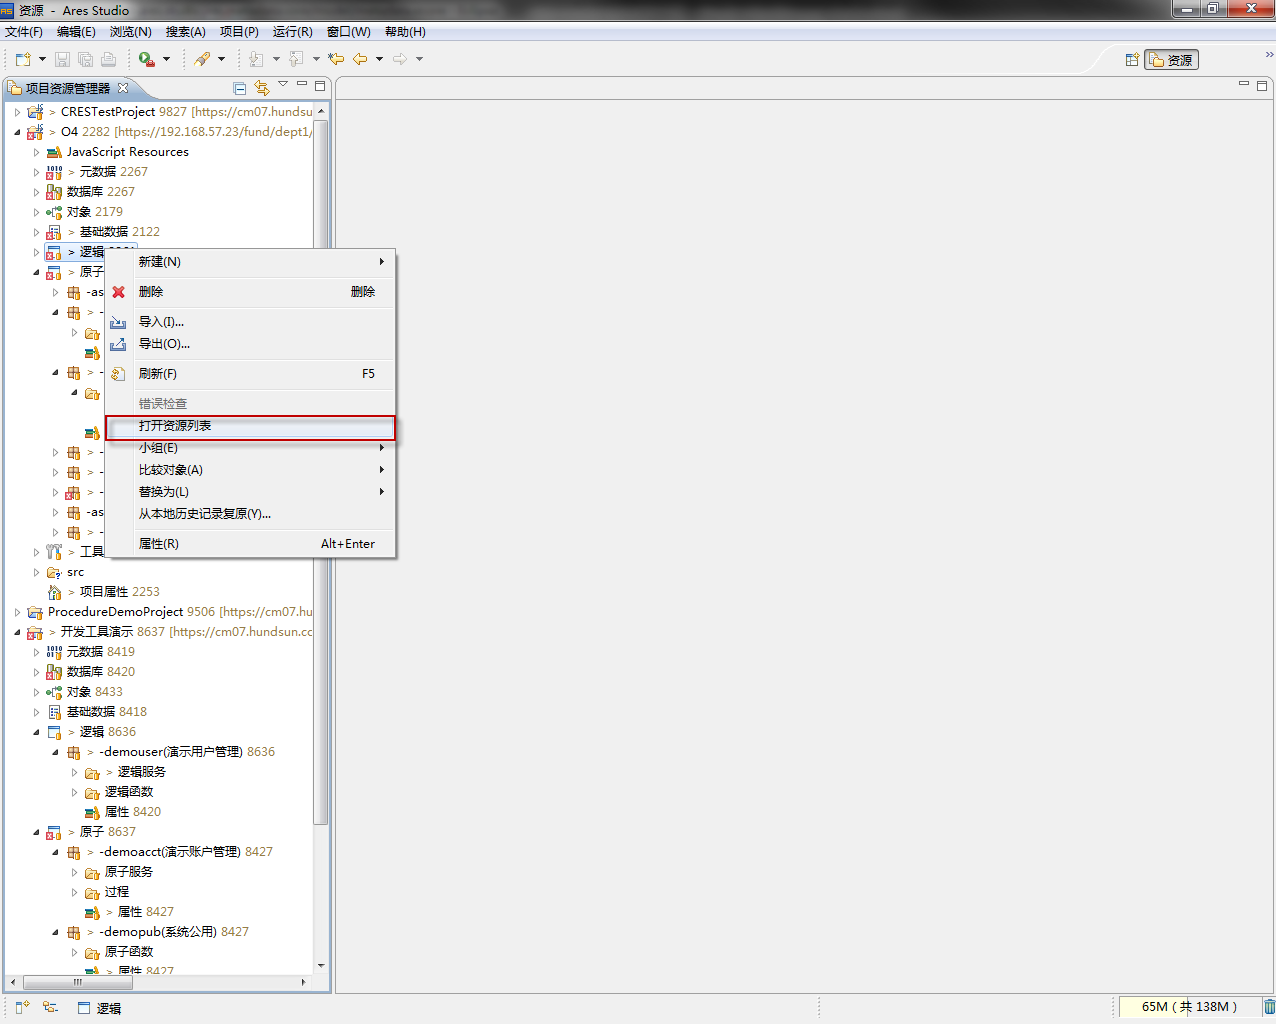 资源 - Ares Studio
文件(F) 编辑(E) 浏览(N) 搜索(A) 项目(P) 运行(R) 窗口(W) 帮助(H)
资源
项目资源管理器
> CRESTestProject 9827 [https://cm07.hundsu
> O4 2282 [https://192.168.57.23/fund/dept1/
JavaScript Resources
> 元数据 2267
数据库 2267
对象 2179
> 基础数据 2122
> 逻辑
> 原子
-as
> -
> -
> -
> -
> -
-as
> -
> 工具
src
> 项目属性 2253
ProcedureDemoProject 9506 [https://cm07.hu
> 开发工具演示 8637 [https://cm07.hundsun.cc
元数据 8419
数据库 8420
对象 8433
基础数据 8418
> 逻辑 8636
> -demouser(演示用户管理) 8636
> 逻辑服务
逻辑函数
属性 8420
> 原子 8637
> -demoacct(演示账户管理) 8427
原子服务
过程
> 属性 8427
> -demopub(系统公用) 8427
原子函数
> 属性 8427
新建(N)
删除 删除
导入(I)...
导出(O)...
刷新(F) F5
错误检查
打开资源列表
小组(E)
比较对象(A)
替换为(L)
从本地历史记录复原(Y)...
属性(R) Alt+Enter
逻辑
65M ( 共 138M )